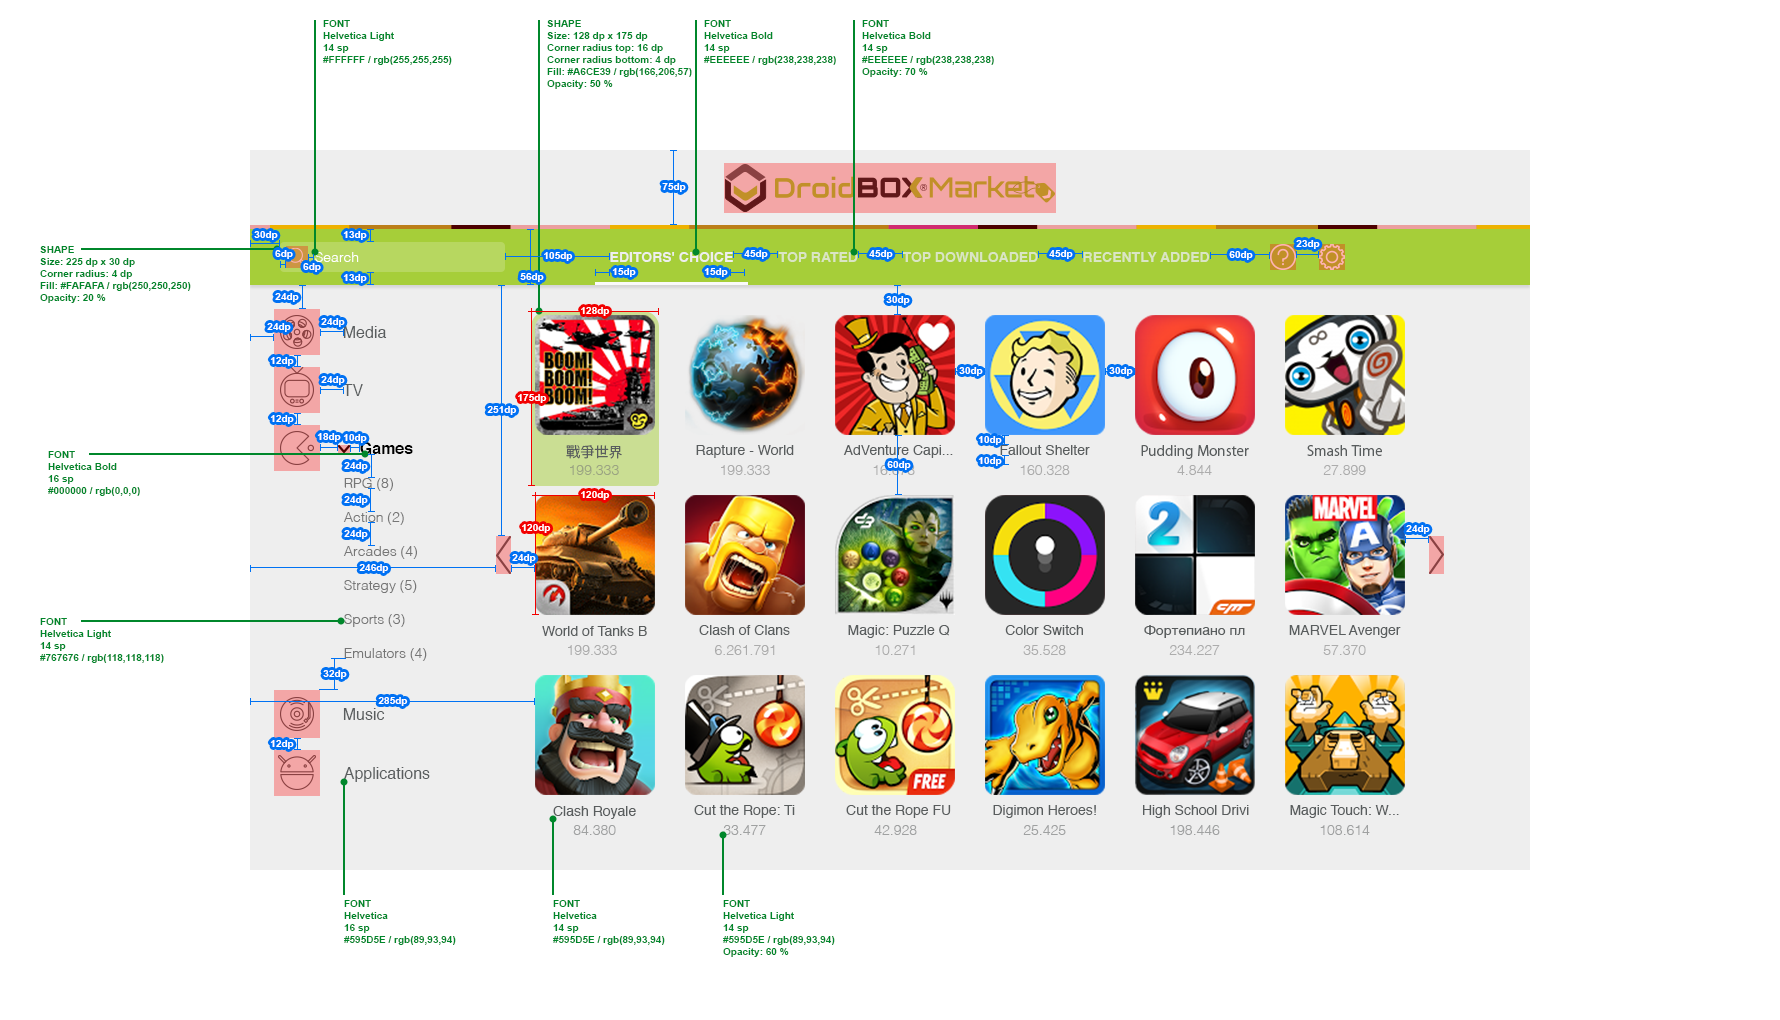 FONT
Helvetica Light
14 sp
#FFFFFF / rgb(255,255,255)
SHAPE
Size: 128 dp x 175 dp
Corner radius top: 16 dp
Corner radius bottom: 4 dp
Fill: #A6CE39 / rgb(166,206,57)
Opacity: 50 %
FONT
Helvetica Bold
14 sp
#EEEEEE / rgb(238,238,238)
FONT
Helvetica Bold
14 sp
#EEEEEE / rgb(238,238,238)
Opacity: 70 %
75dp
DroidBOX® Market
SHAPE
Size: 225 dp x 30 dp
Corner radius: 4 dp
Fill: #FAFAFA / rgb(250,250,250)
Opacity: 20 %
30dp
13dp
6dp
6dp
Search
13dp
105dp
56dp
EDITORS' CHOICE
15dp
15dp
45dp
TOP RATED
45dp
TOP DOWNLOADED
45dp
RECENTLY ADDED
60dp
23dp
24dp
24dp
24dp
Media
12dp
24dp
TV
12dp
18dp
10dp
Games
FONT
Helvetica Bold
16 sp
#000000 / rgb(0,0,0)
24dp
RPG (8)
24dp
Action (2)
24dp
Arcades (4)
246dp
Strategy (5)
Sports (3)
Emulators (4)
FONT
Helvetica Light
14 sp
#767676 / rgb(118,118,118)
32dp
285dp
Music
12dp
Applications
251dp
24dp
128dp
175dp
30dp
30dp
30dp
BOOM!
BOOM!
BOOM!
BOOM!
戰爭世界
199.333
Rapture - World
199.333
AdVenture Capi...
60dp
10dp
10dp
Fallout Shelter
160.328
Pudding Monster
4.844
Smash Time
27.899
120dp
120dp
24dp
2
MARVEL
A
World of Tanks B
199.333
Clash of Clans
6.261.791
Magic: Puzzle Q
10.271
Color Switch
35.528
Фортепиано пл
234.227
MARVEL Avenger
57.370
FREE
Clash Royale
84.380
Cut the Rope: Ti
33.477
Cut the Rope FU
42.928
Digimon Heroes!
25.425
High School Drivi
198.446
Magic Touch: W...
108.614
FONT
Helvetica
16 sp
#595D5E / rgb(89,93,94)
FONT
Helvetica
14 sp
#595D5E / rgb(89,93,94)
FONT
Helvetica Light
14 sp
#595D5E / rgb(89,93,94)
Opacity: 60 %